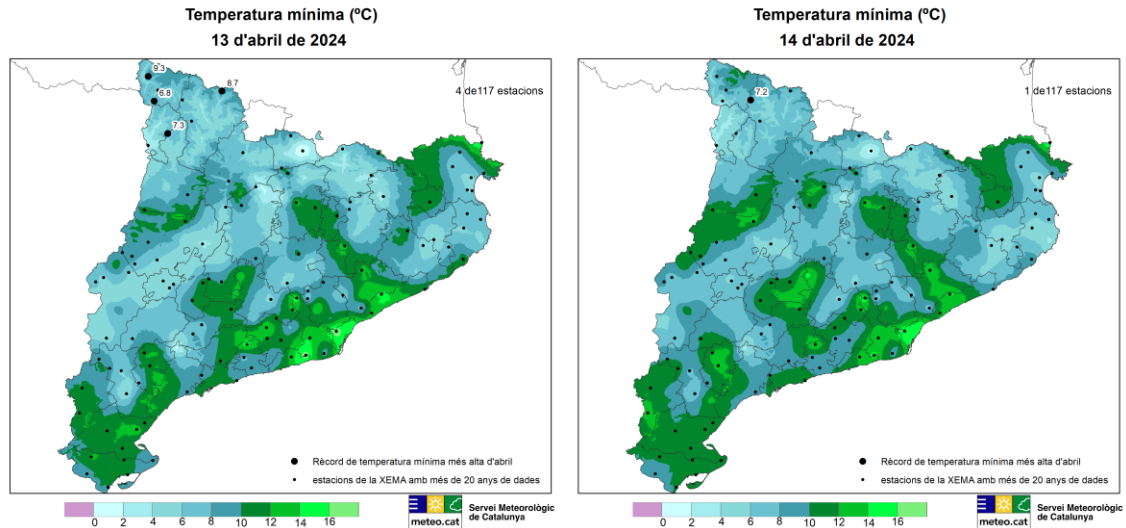 Temperatura mínima (ºC)
13 d'abril de 2024
9.3
8.7
6.8
7.3
4 de117 estacions
Rècord de temperatura mínima més alta d'abril
estacions de la XEMA amb més de 20 anys de dades
0 2 4 6 8 10 12 14 16
meteo.cat
Servei Meteorològic
de Catalunya
Temperatura mínima (ºC)
14 d'abril de 2024
7.2
1 de117 estacions
Rècord de temperatura mínima més alta d'abril
estacions de la XEMA amb més de 20 anys de dades
0 2 4 6 8 10 12 14 16
meteo.cat
Servei Meteorològic
de Catalunya